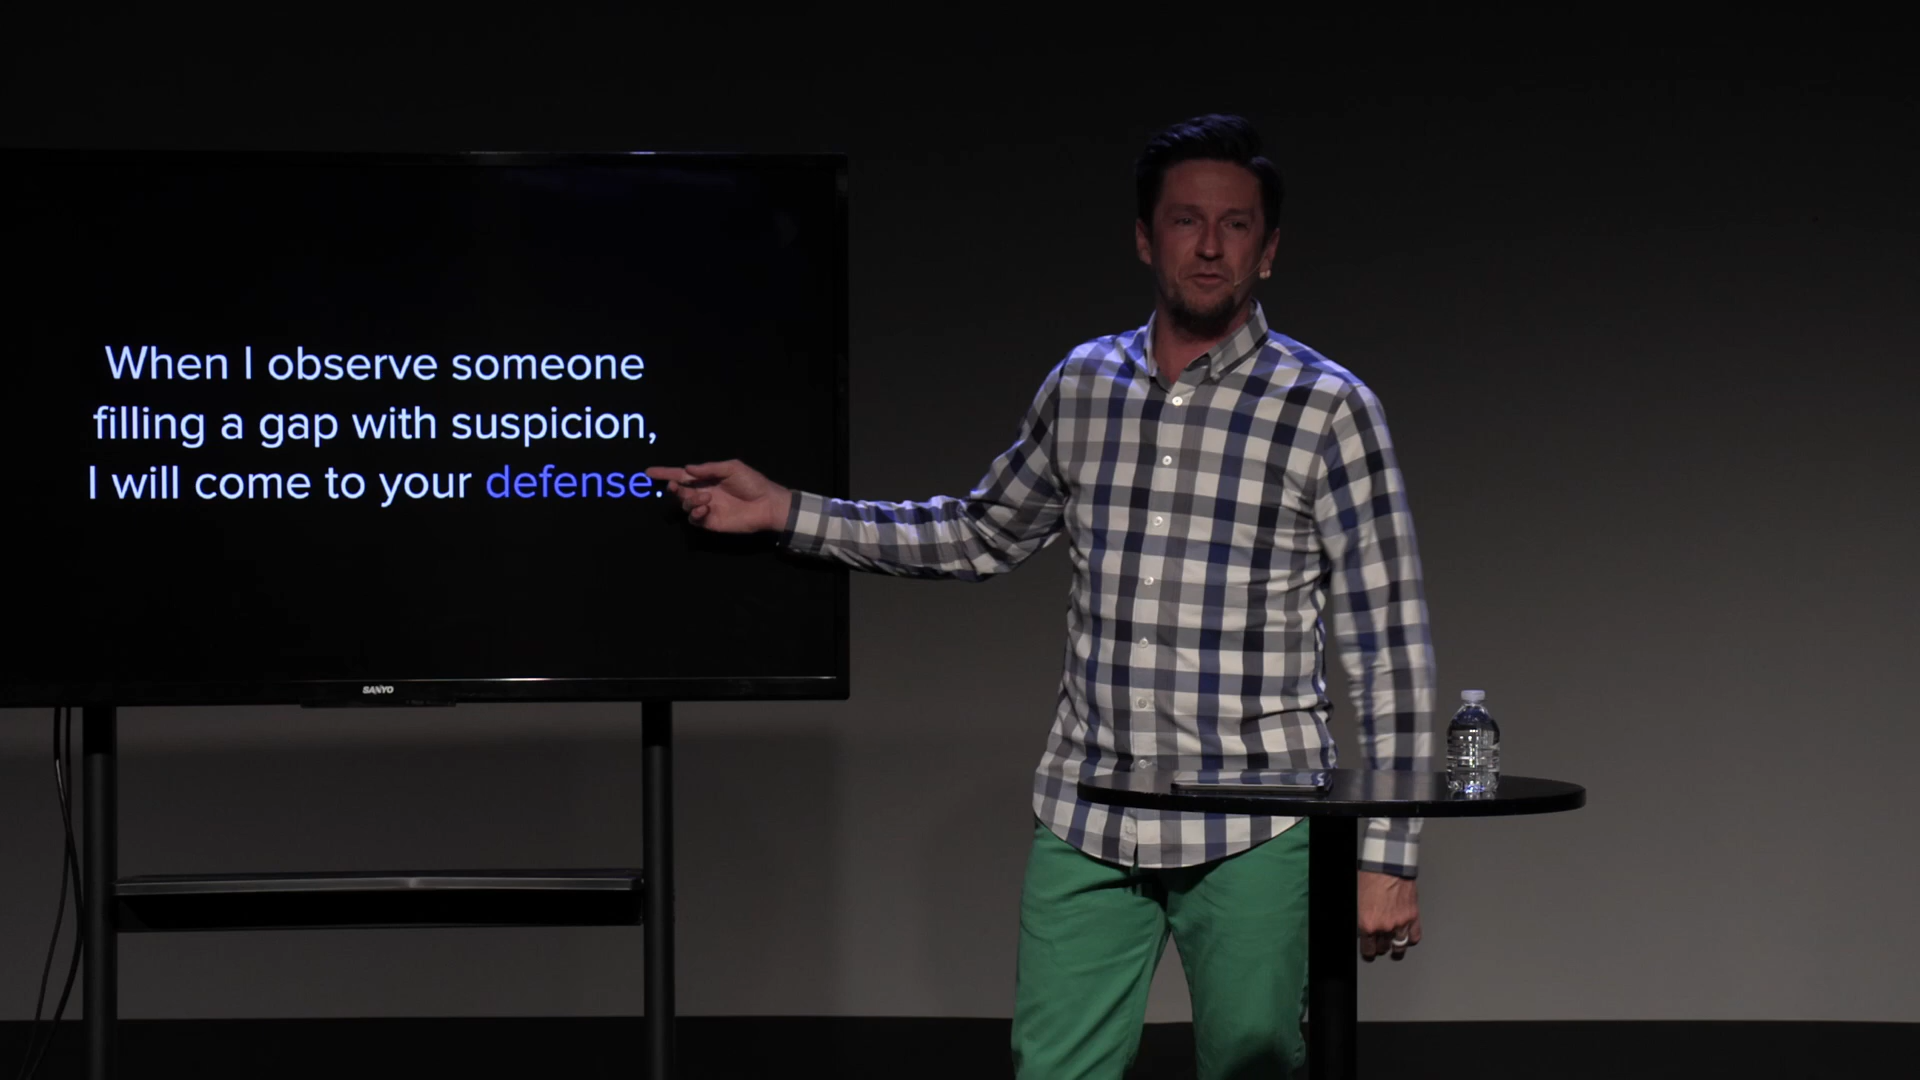 When I observe someone
filling a gap with suspicion,
I will come to your defense.
SANYO